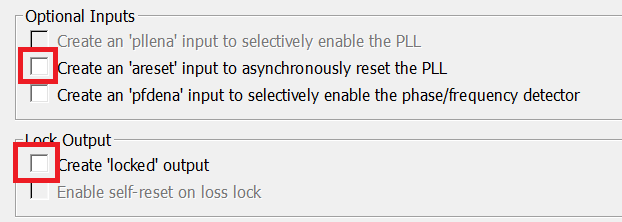 Optional Inputs
Create an 'pllena' input to selectively enable the PLL
Create an 'areset' input to asynchronously reset the PLL
Create an 'pfdena' input to selectively enable the phase/frequency detector
Lock Output
Create 'locked' output
Enable self-reset on loss lock